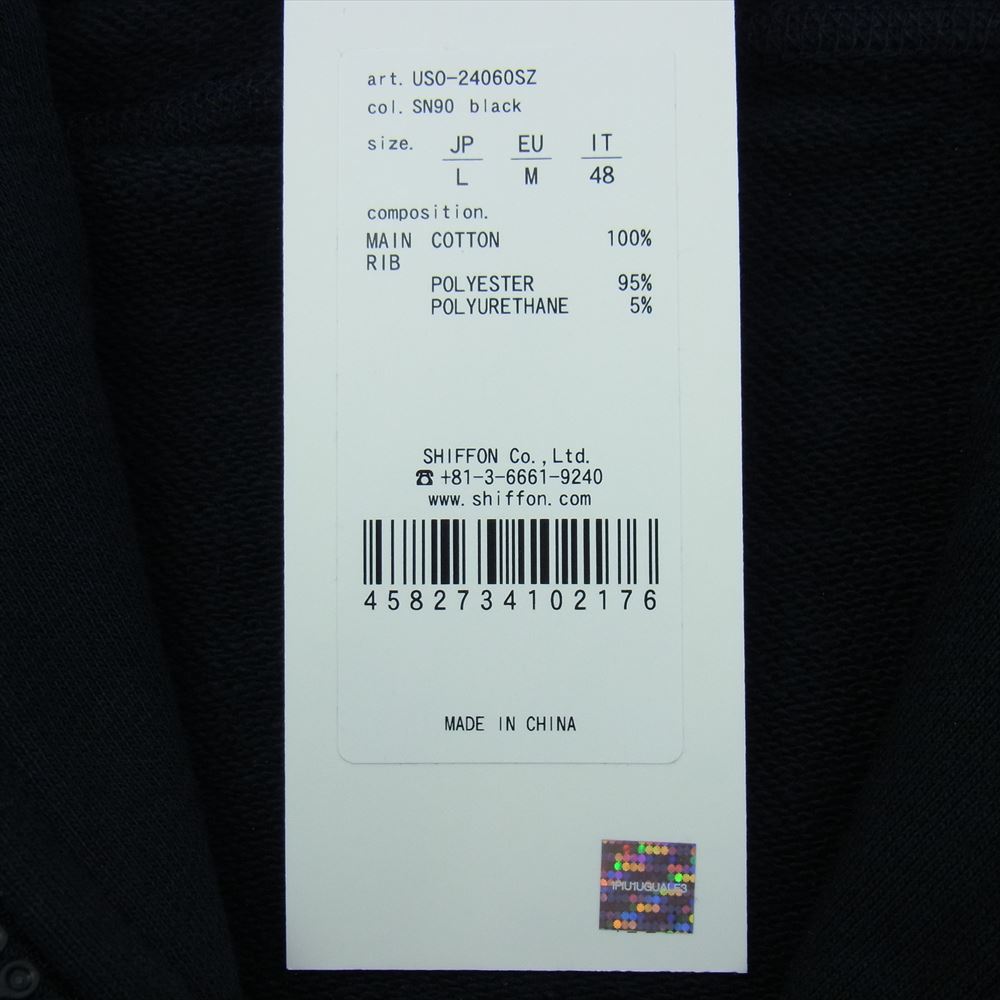 art. USO-24060SZ
col. SN90 black
size. JP EU IT
L M 48
composition.
MAIN COTTON 100%
RIB
POLYESTER 95%
POLYURETHANE 5%
SHIFFON Co.,Ltd.
☎ +81-3-6661-9240
www.shiffon.com
4582734102176
MADE IN CHINA
1PIU1UGUALE3